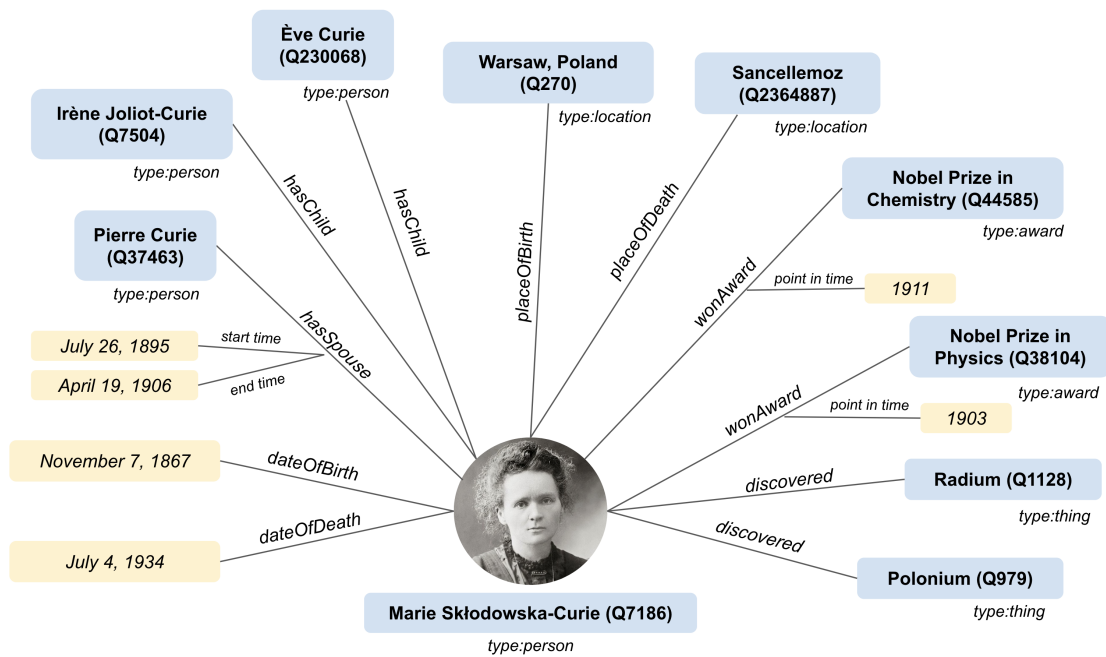 Ève Curie
(Q230068)
type:person
Warsaw, Poland
(Q270)
type:location
Sancellemoz
(Q2364887)
type:location
Irène Joliot-Curie
(Q7504)
type:person
Nobel Prize in
Chemistry (Q44585)
type:award
Pierre Curie
(Q37463)
type:person
hasChild
hasChild
placeOfBirth
placeOfDeath
wonAward
point in time
1911
hasSpouse
July 26, 1895
start time
April 19, 1906
end time
Nobel Prize in
Physics (Q38104)
type:award
wonAward
point in time
1903
November 7, 1867
dateOfBirth
discovered
Radium (Q1128)
type:thing
July 4, 1934
dateOfDeath
discovered
Polonium (Q979)
type:thing
Marie Skłodowska-Curie (Q7186)
type:person